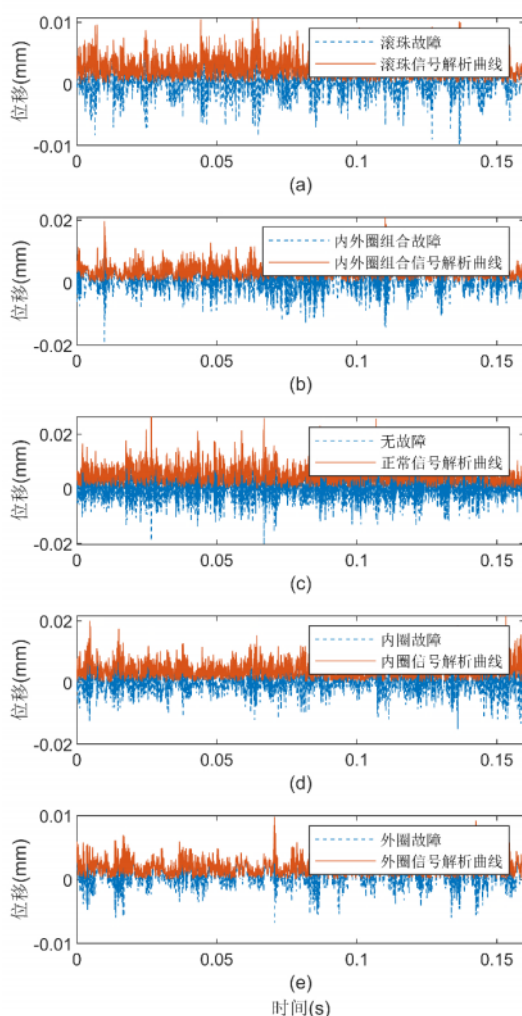 0.01
0
-0.01
位移(mm)
滚珠故障
滚珠信号解析曲线
0
0.05
0.1
0.15
(a)
0.02
0
-0.02
位移(mm)
内外圈组合故障
内外圈组合信号解析曲线
0
0.05
0.1
0.15
(b)
0.02
0
-0.02
位移(mm)
无故障
正常信号解析曲线
0
0.05
0.1
0.15
(c)
0.02
0
-0.02
位移(mm)
内圈故障
内圈信号解析曲线
0
0.05
0.1
0.15
(d)
0.01
0
-0.01
位移(mm)
外圈故障
外圈信号解析曲线
0
0.05
0.1
0.15
(e)
时间(s)